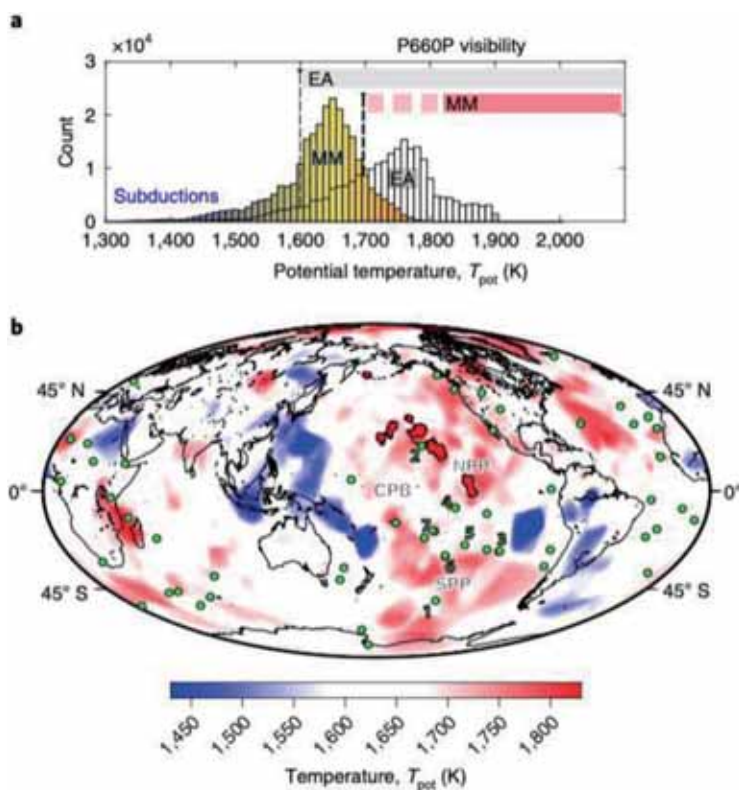 a
×10⁴
P660P visibility
3
EA
MM
2
Count
MM
1
EA
Subductions
0
1,300 1,400 1,500 1,600 1,700 1,800 1,900 2,000
Potential temperature, Tpot (K)
b
45° N
45° N
NPP
CPB
0°
0°
SPP
45° S
45° S
1
1,450 1,500 1,550 1,600 1,650 1,700 1,750 1,800
Temperature, Tpot (K)